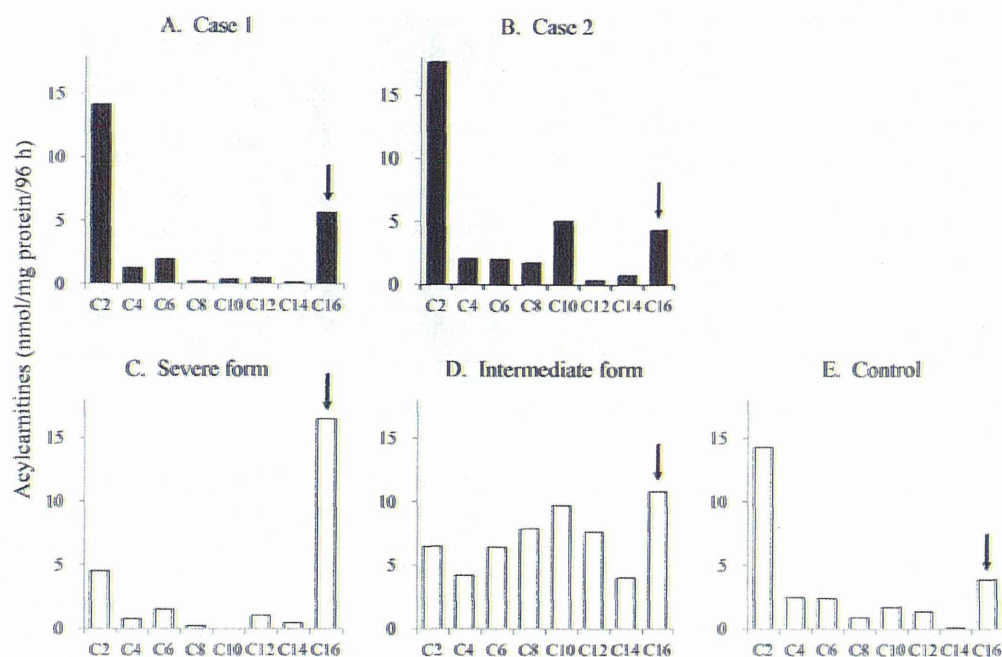 A. Case 1
B. Case 2
Acylcarnitines (nmol/mg protein/96 h)
15
10
5
0
C2 C4 C6 C8 C10 C12 C14 C16
15
10
5
0
C2 C4 C6 C8 C10 C12 C14 C16
C. Severe form
D. Intermediate form
E. Control
15
10
5
0
C2 C4 C6 C8 C10 C12 C14 C16
15
10
5
0
C2 C4 C6 C8 C10 C12 C14 C16
15
10
5
0
C2 C4 C6 C8 C10 C12 C14 C16